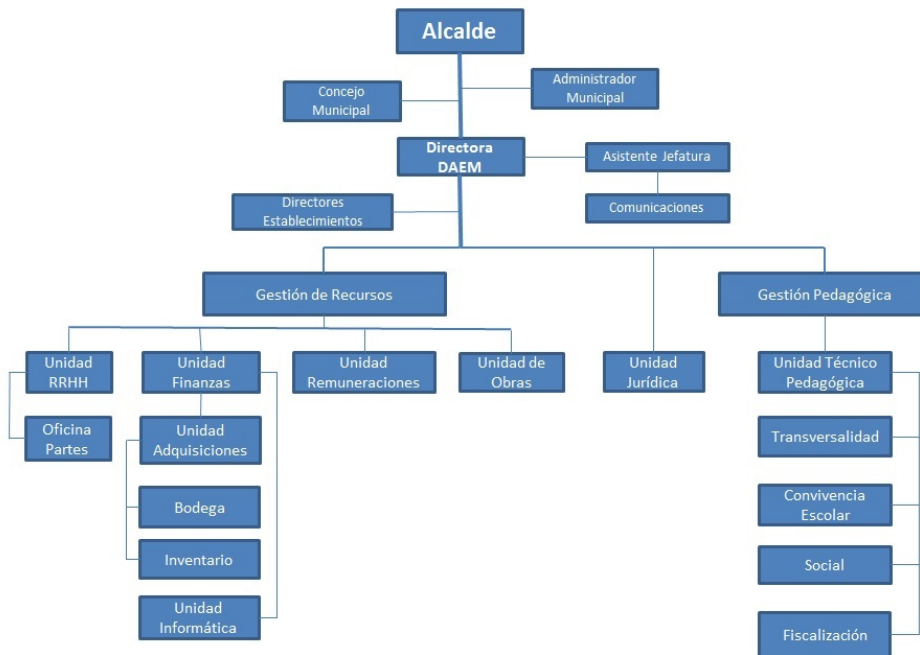 Alcalde
Concejo
Municipal
Administrador
Municipal
Directora
DAEM
Asistente Jefatura
Comunicaciones
Directores
Establecimientos
Gestión de Recursos
Gestión Pedagógica
Unidad
RRHH
Unidad
Finanzas
Unidad
Remuneraciones
Unidad de
Obras
Unidad
Jurídica
Unidad Técnico
Pedagógica
Oficina
Partes
Unidad
Adquisiciones
Transversalidad
Bodega
Convivencia
Escolar
Inventario
Social
Unidad
Informática
Fiscalización